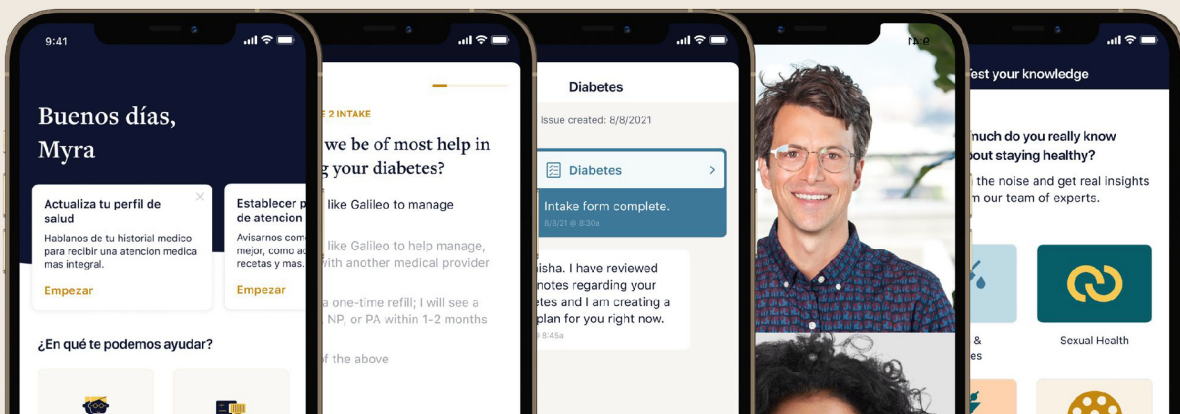 9:41
Buenos días,
Myra
Actualiza tu perfil de
salud
Hablanos de tu historial medico
para recibir una atencion medica
mas integral.
Empezar
Establecer
de atencion
Avisarnos
mejor, como
recetas y mas.
Empezar
¿En qué te podemos ayudar?
2 INTAKE
we be of most help in
your diabetes?
like Galileo to manage
like Galileo to help manage,
with another medical provider
a one-time refill; I will see a
NP, or PA within 1-2 months
of the above
Diabetes
Issue created: 8/8/2021
Diabetes
Intake form complete.
8/3/21 @ 8:30a
I have reviewed
notes regarding your
and I am creating a
plan for you right now.
8:45a
9:41
Test your knowledge
much do you really know
about staying healthy?
the noise and get real insights
our team of experts.
&
Sexual Health